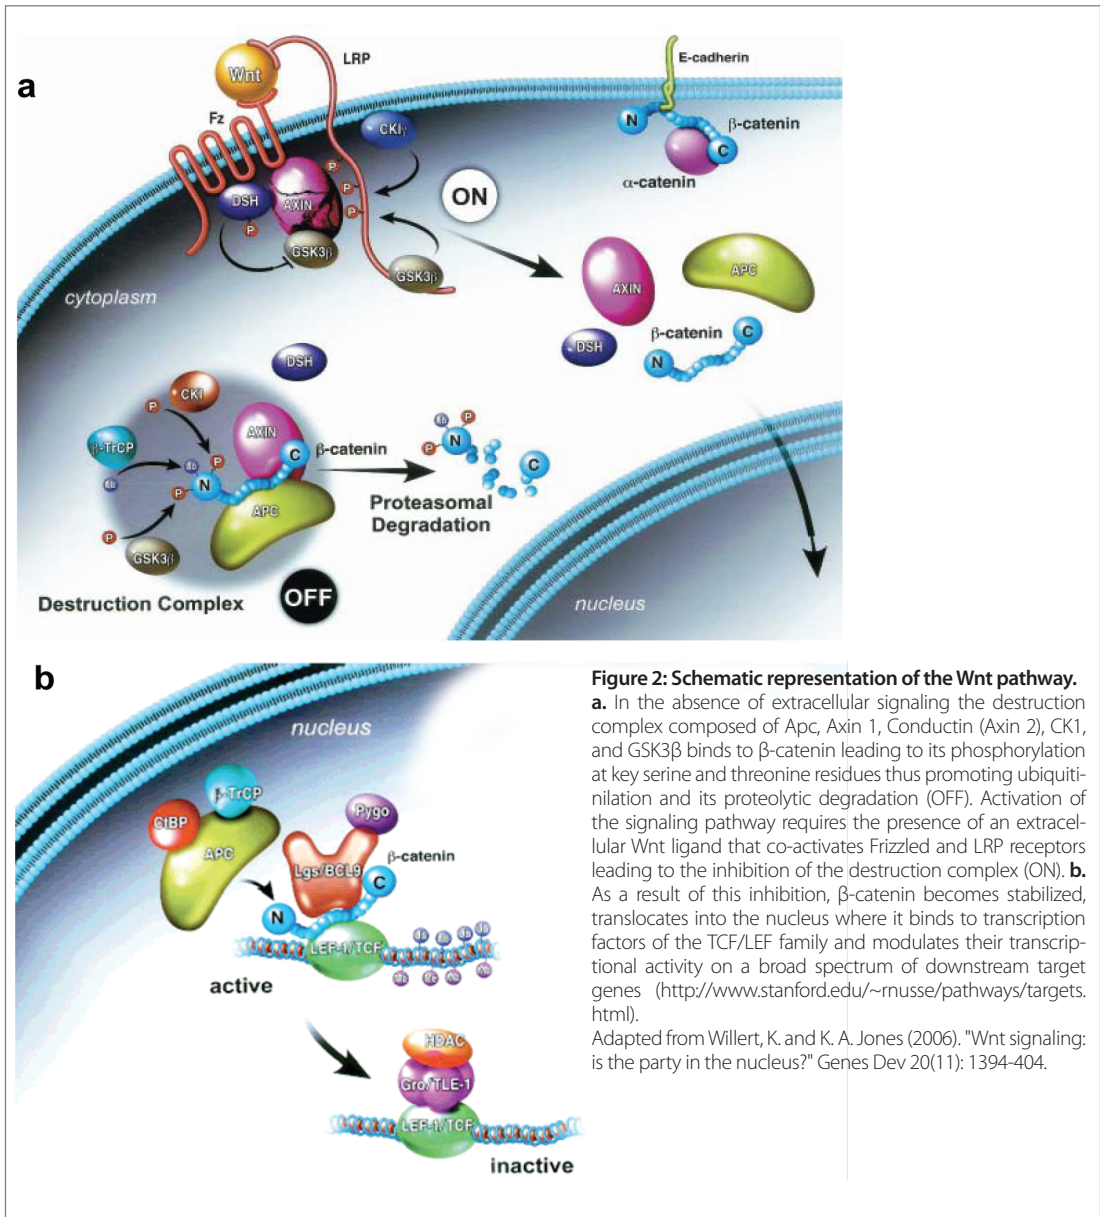 a
Wnt
LRP
Fz
CKIγ
E-cadherin
N
β-catenin
C
α-catenin
P
P
P
DSH
AXIN
P
GSK3β
GSK3β
ON
cytoplasm
AXIN
APC
β-catenin
DSH
N
C
DSH
CKI
P
β-TrCP
AXIN
C
β-catenin
Ub
P
Ub
N
P
APC
P
GSK3β
Ub
P
P
N
C
Proteasomal
Degradation
Destruction Complex
OFF
nucleus
b
nucleus
β-TrCP
CtBP
APC
Pygo
Lgs/BCL9
β-catenin
C
N
LEF-1/TCF
active
HDAC
Gro/TLE-1
LEF-1/TCF
inactive
Figure 2: Schematic representation of the Wnt pathway.
a. In the absence of extracellular signaling the destruction
complex composed of Apc, Axin 1, Conductin (Axin 2), CK1,
and GSK3β binds to β-catenin leading to its phosphorylation
at key serine and threonine residues thus promoting ubiquiti-
nilation and its proteolytic degradation (OFF). Activation of
the signaling pathway requires the presence of an extracel-
lular Wnt ligand that co-activates Frizzled and LRP receptors
leading to the inhibition of the destruction complex (ON). b.
As a result of this inhibition, β-catenin becomes stabilized,
translocates into the nucleus where it binds to transcription
factors of the TCF/LEF family and modulates their transcrip-
tional activity on a broad spectrum of downstream target
genes (http://www.stanford.edu/~rnusse/pathways/targets.
html).
Adapted from Willert, K. and K. A. Jones (2006). "Wnt signaling:
is the party in the nucleus?" Genes Dev 20(11): 1394-404.